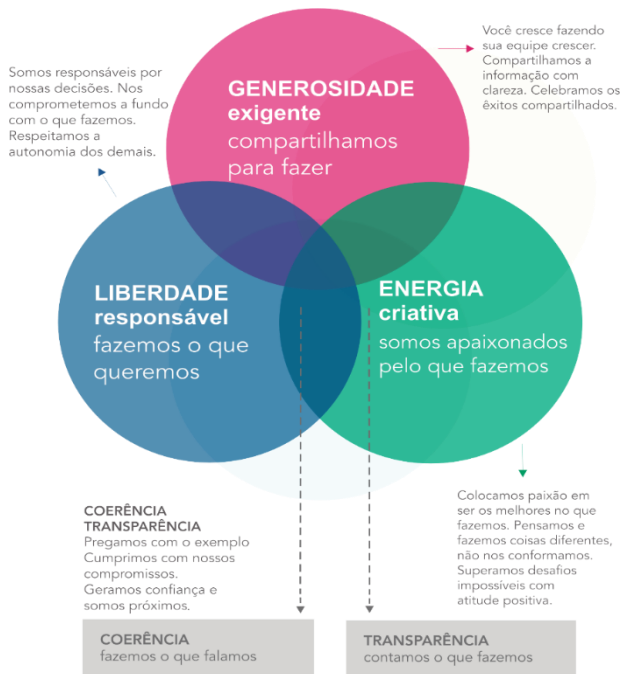 Você cresce fazendo
sua equipe crescer.
Compartilhamos a
informação com
clareza. Celebramos os
êxitos compartilhados.
Somos responsáveis por
nossas decisões. Nos
comprometemos a fundo
com o que fazemos.
Respeitamos a
autonomia dos demais.
GENEROSIDADE
exigente
compartilhamos
para fazer
LIBERDADE
responsável
fazemos o que
queremos
ENERGIA
criativa
somos apaixonados
pelo que fazemos
COERÊNCIA
TRANSPARÊNCIA
Pregamos com o exemplo
Cumprimos com nossos
compromissos.
Geramos confiança e
somos próximos.
Colocamos paixão em
ser os melhores no que
fazemos. Pensamos e
fazemos coisas diferentes,
não nos conformamos.
Superamos desafios
impossíveis com
atitude positiva.
COERÊNCIA
fazemos o que falamos
TRANSPARÊNCIA
contamos o que fazemos